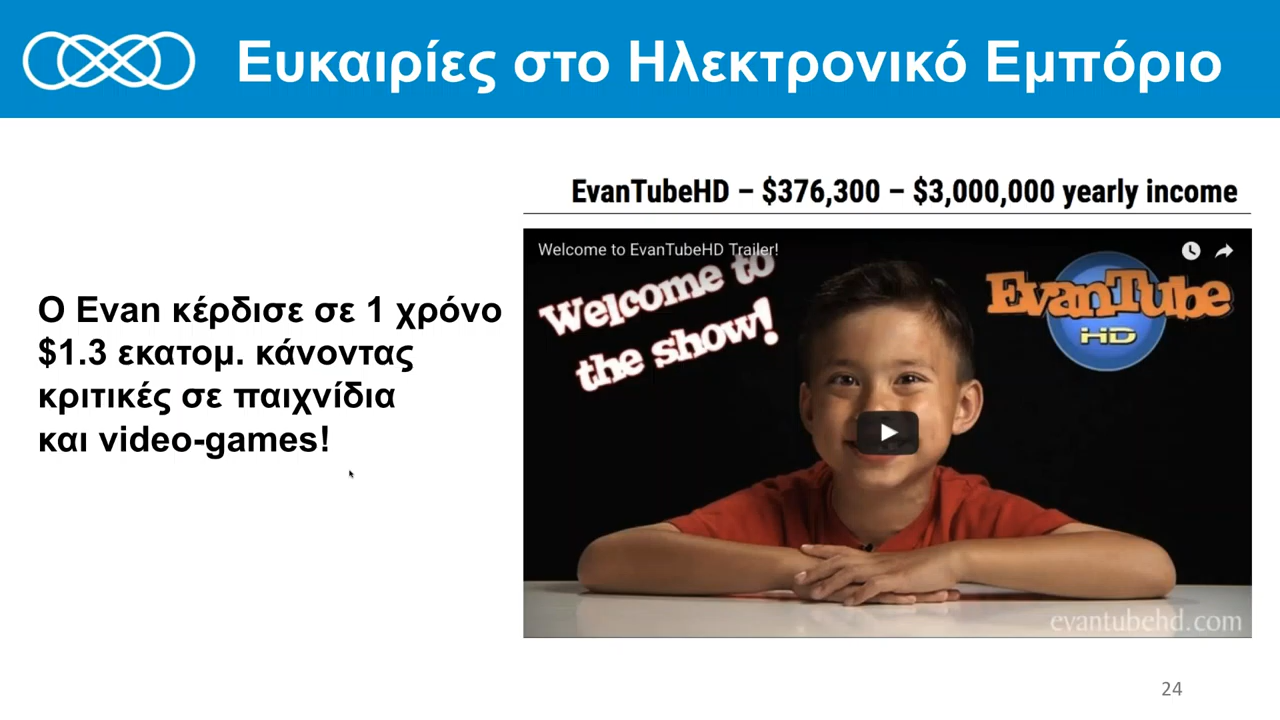 Ευκαιρίες στο Ηλεκτρονικό Εμπόριο
EvanTubeHD – $376,300 – $3,000,000 yearly income
Welcome to EvanTubeHD Trailer!
Welcome to
the show!
EvanTube
HD
Ο Evan κέρδισε σε 1 χρόνο
$1.3 εκατομ. κάνοντας
κριτικές σε παιχνίδια
και video-games!
evantubehd.com
24